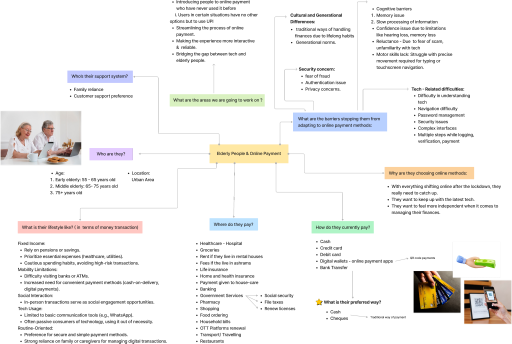 Introducing people to online payment
who have never used it before
i. Users in certain situations have no other
options but to use UPI
Streamlining the process of online
payment.
Making the experience more interactive
& reliable.
Bridging the gap between tech and
elderly people.
What are the areas we are going to work on ?
Cultural and Generational
Differences:
traditional ways of handling
finances due to lifelong habits
Generational norms.
Security concern:
fear of fraud
Authentication issue
Privacy concerns.
Cognitive barriers
1. Memory issue
2. Slow processing of information
Confidence issue due to limitations
like hearing loss, memory loss
Reluctance - Due to fear of scare,
unfamiliarity with tech
Motor skills lack: Struggle with precise
movement required for typing or
touchscreen navigation.
Tech - Related difficulties:
Difficulty in understanding
tech
Navigation difficulty
Password management
Security issues
Complex interfaces
Multiple steps while logging,
verification, payment
What are the barriers stopping them from
adapting to online payment methods:
Who's their support system?
Family reliance
Customer support preference
Who are they?
Age:
1. Early elderly: 55 - 65 years old
2. Middle elderly: 65- 75 years old
3. 75+ years old
Location:
Urban Area
Elderly People & Online Payment
Why are they choosing online methods:
With everything shifting online after the lockdown, they
really need to catch up.
They want to keep up with the latest tech.
They want to feel more independent when it comes to
managing their finances.
What is their lifestyle like? ( in terms of money transaction)
Fixed Income:
Rely on pensions or savings.
Prioritize essential expenses (healthcare, utilities).
Cautious spending habits, avoiding high-risk transactions.
Mobility Limitations:
Difficulty visiting banks or ATMs.
Increased need for convenient payment methods (cash-on-delivery,
digital payments).
Social Interaction:
In-person transactions serve as social-engagement opportunities.
Tech Usage:
Limited to basic communication tools (e.g., WhatsApp).
Often passive consumers of technology, using it out of necessity.
Routine-Oriented:
Preference for secure and simple payment methods.
Strong reliance on family or caregivers for managing digital transactions.
Where do they pay?
Healthcare - Hospital
Groceries
Rent if they live in rented houses
Fees if the live in ashrams
Life insurance
Home and health insurance
Payment given to house-care
Banking
Government Services
Social security
File taxes
Renew licenses
Pharmacy
Shopping
Food ordering
Household bills
OTT Platforms renewal
Transport/ Travelling
Restaurants
How do they currently pay?
Cash
Credit card
Debit card
Digital wallets - online payment apps
Bank Transfer
What is their preferred way?
Cash
Cheques
Traditional way of payment